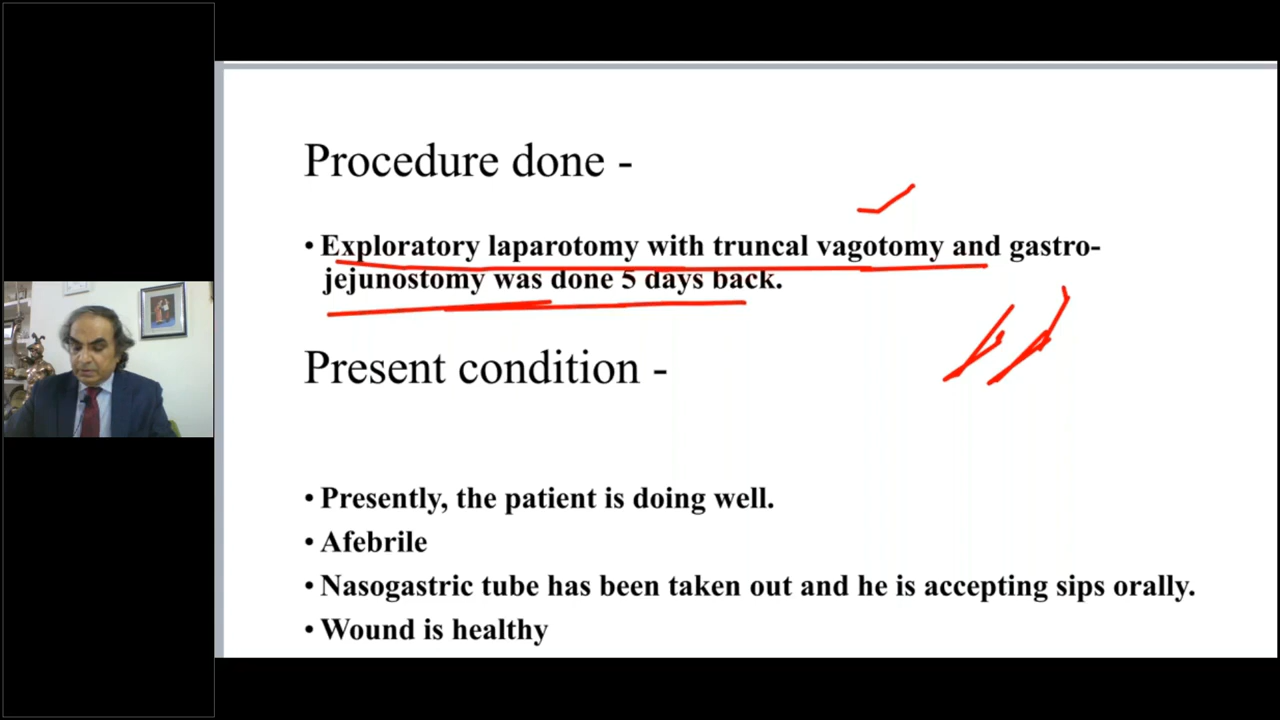 Procedure done -
• Exploratory laparotomy with truncal vagotomy and gastro-
jejunostomy was done 5 days back.
Present condition -
• Presently, the patient is doing well.
• Afebrile
• Nasogastric tube has been taken out and he is accepting sips orally.
• Wound is healthy